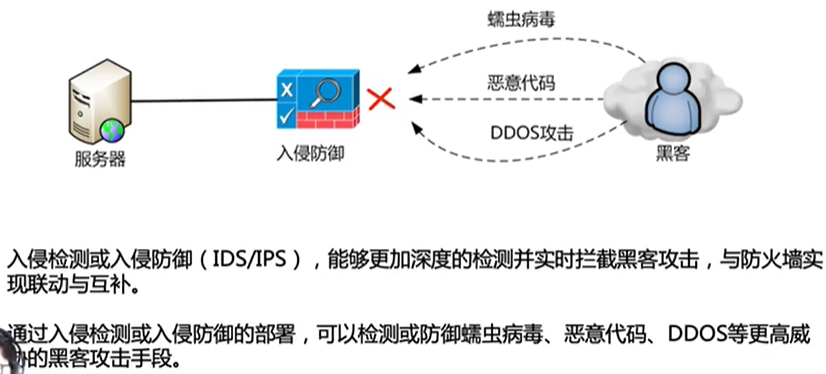 蠕虫病毒
恶意代码
DDOS攻击
服务器
入侵防御
黑客
入侵检测或入侵防御（IDS/IPS），能够更加深度的检测并实时拦截黑客攻击，与防火墙实
现联动与互补。
通过入侵检测或入侵防御的部署，可以检测或防御蠕虫病毒、恶意代码、DDOS等更高威
胁的黑客攻击手段。